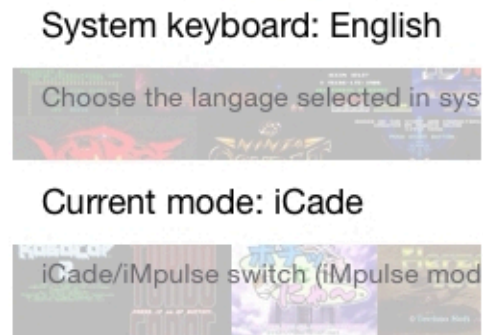 System keyboard: English
Choose the langage selected in sys
Current mode: iCade
iCade/iMpulse switch (iMpulse mod